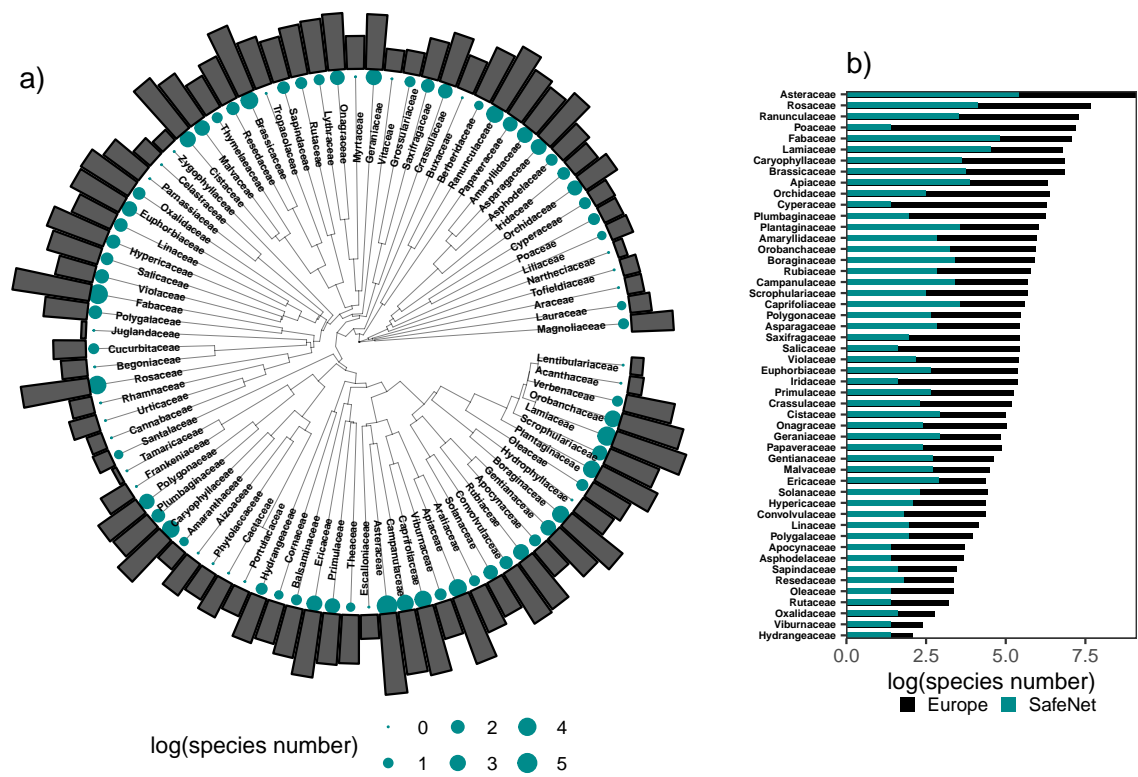 a)
Magnoliaceae
Lauraceae
Araceae
Tofieldiaceae
Nartheciaceae
Liliaceae
Poaceae
Cyperaceae
Orchidaceae
Iridaceae
Asphodelaceae
Asparagaceae
Amaryllidaceae
Papaveraceae
Ranunculaceae
Berberidaceae
Buxaceae
Crassulaceae
Saxifragaceae
Grossulariaceae
Vitaceae
Geraniaceae
Myrtaceae
Onagraceae
Lythraceae
Rutaceae
Sapindaceae
Tropaeolaceae
Brassicaceae
Resedaceae
Thymelaeaceae
Malvaceae
Cistaceae
Zygophyllaceae
Celastraceae
Parnassiaceae
Oxalidaceae
Euphorbiaceae
Linaceae
Hypericaceae
Salicaceae
Violaceae
Fabaceae
Polygalaceae
Juglandaceae
Cucurbitaceae
Begoniaceae
Rosaceae
Rhamnaceae
Urticaceae
Cannabaceae
Santalaceae
Tamaricaceae
Frankeniaceae
Polygonaceae
Plumbaginaceae
Caryophyllaceae
Amaranthaceae
Aizoaceae
Phytolaccaceae
Cactaceae
Portulacaceae
Hydrangeaceae
Cornaceae
Balsaminaceae
Ericaceae
Primulaceae
Theaceae
Escalloniaceae
Asteraceae
Campanulaceae
Caprifoliaceae
Viburnaceae
Apiaceae
Araliaceae
Solanaceae
Convolvulaceae
Rubiaceae
Apocynaceae
Gentianaceae
Boraginaceae
Hydrophyllaceae
Oleaceae
Plantaginaceae
Scrophulariaceae
Lamiaceae
Orobanchaceae
Verbenaceae
Acanthaceae
Lentibulariaceae
log(species number)
0 2 4
1 3 5
b)
Asteraceae
Rosaceae
Ranunculaceae
Poaceae
Fabaceae
Lamiaceae
Caryophyllaceae
Brassicaceae
Apiaceae
Orchidaceae
Cyperaceae
Plumbaginaceae
Plantaginaceae
Amaryllidaceae
Orobanchaceae
Boraginaceae
Rubiaceae
Campanulaceae
Scrophulariaceae
Caprifoliaceae
Polygonaceae
Asparagaceae
Saxifragaceae
Salicaceae
Violaceae
Euphorbiaceae
Iridaceae
Primulaceae
Crassulaceae
Cistaceae
Onagraceae
Geraniaceae
Papaveraceae
Gentianaceae
Malvaceae
Ericaceae
Solanaceae
Hypericaceae
Convolvulaceae
Linaceae
Polygalaceae
Apocynaceae
Asphodelaceae
Sapindaceae
Resedaceae
Oleaceae
Rutaceae
Oxalidaceae
Viburnaceae
Hydrangeaceae
0.0 2.5 5.0 7.5
log(species number)
Europe SafeNet